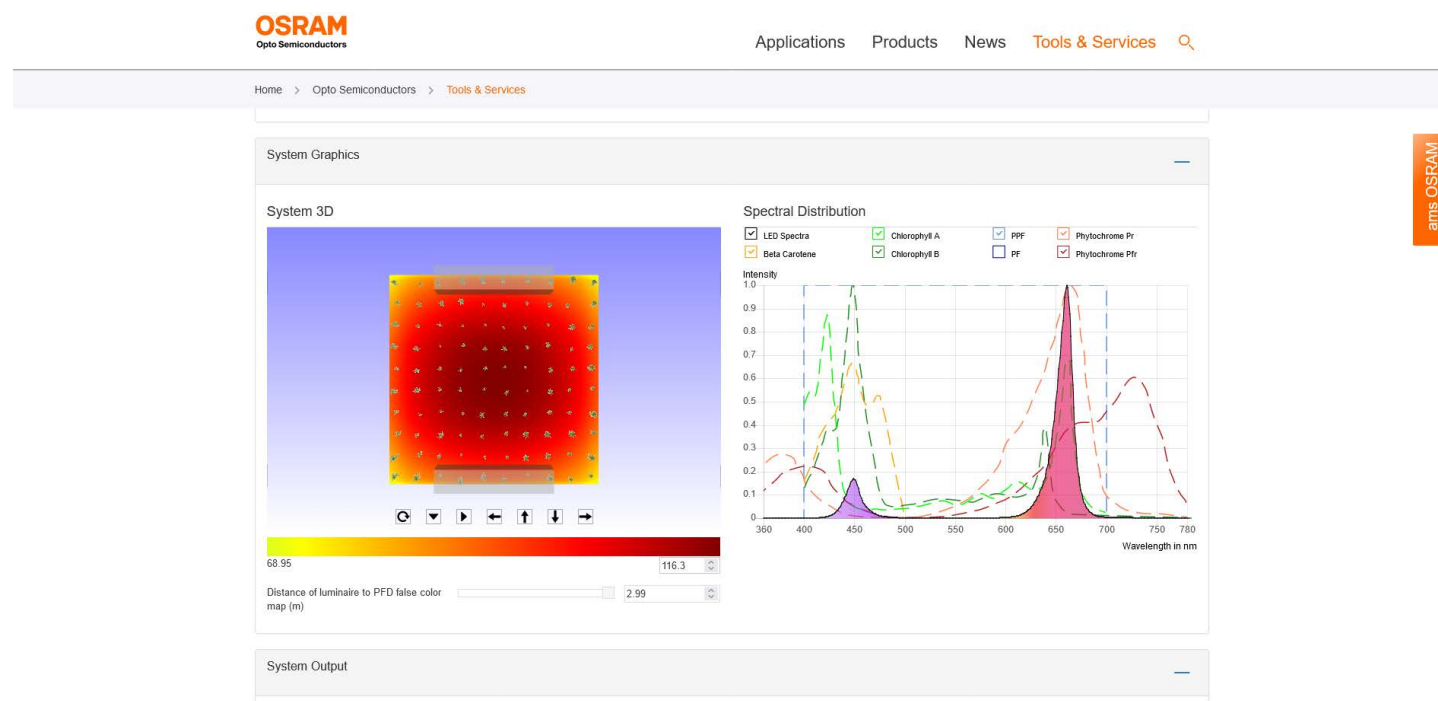 OSRAM
Opto Semiconductors
Applications Products News Tools & Services
Home > Opto Semiconductors > Tools & Services
ams OSRAM
System Graphics
System 3D
68.95
116.3
Distance of luminaire to PFD false color
map (m)
2.99
Spectral Distribution
LED Spectra Chlorophyll A PPF Phytochrome Pr
Beta Carotene Chlorophyll B PF Phytochrome Pfr
Intensity
1.0
0.9
0.8
0.7
0.6
0.5
0.4
0.3
0.2
0.1
0
360 400 450 500 550 600 650 700 750 780
Wavelength in nm
System Output